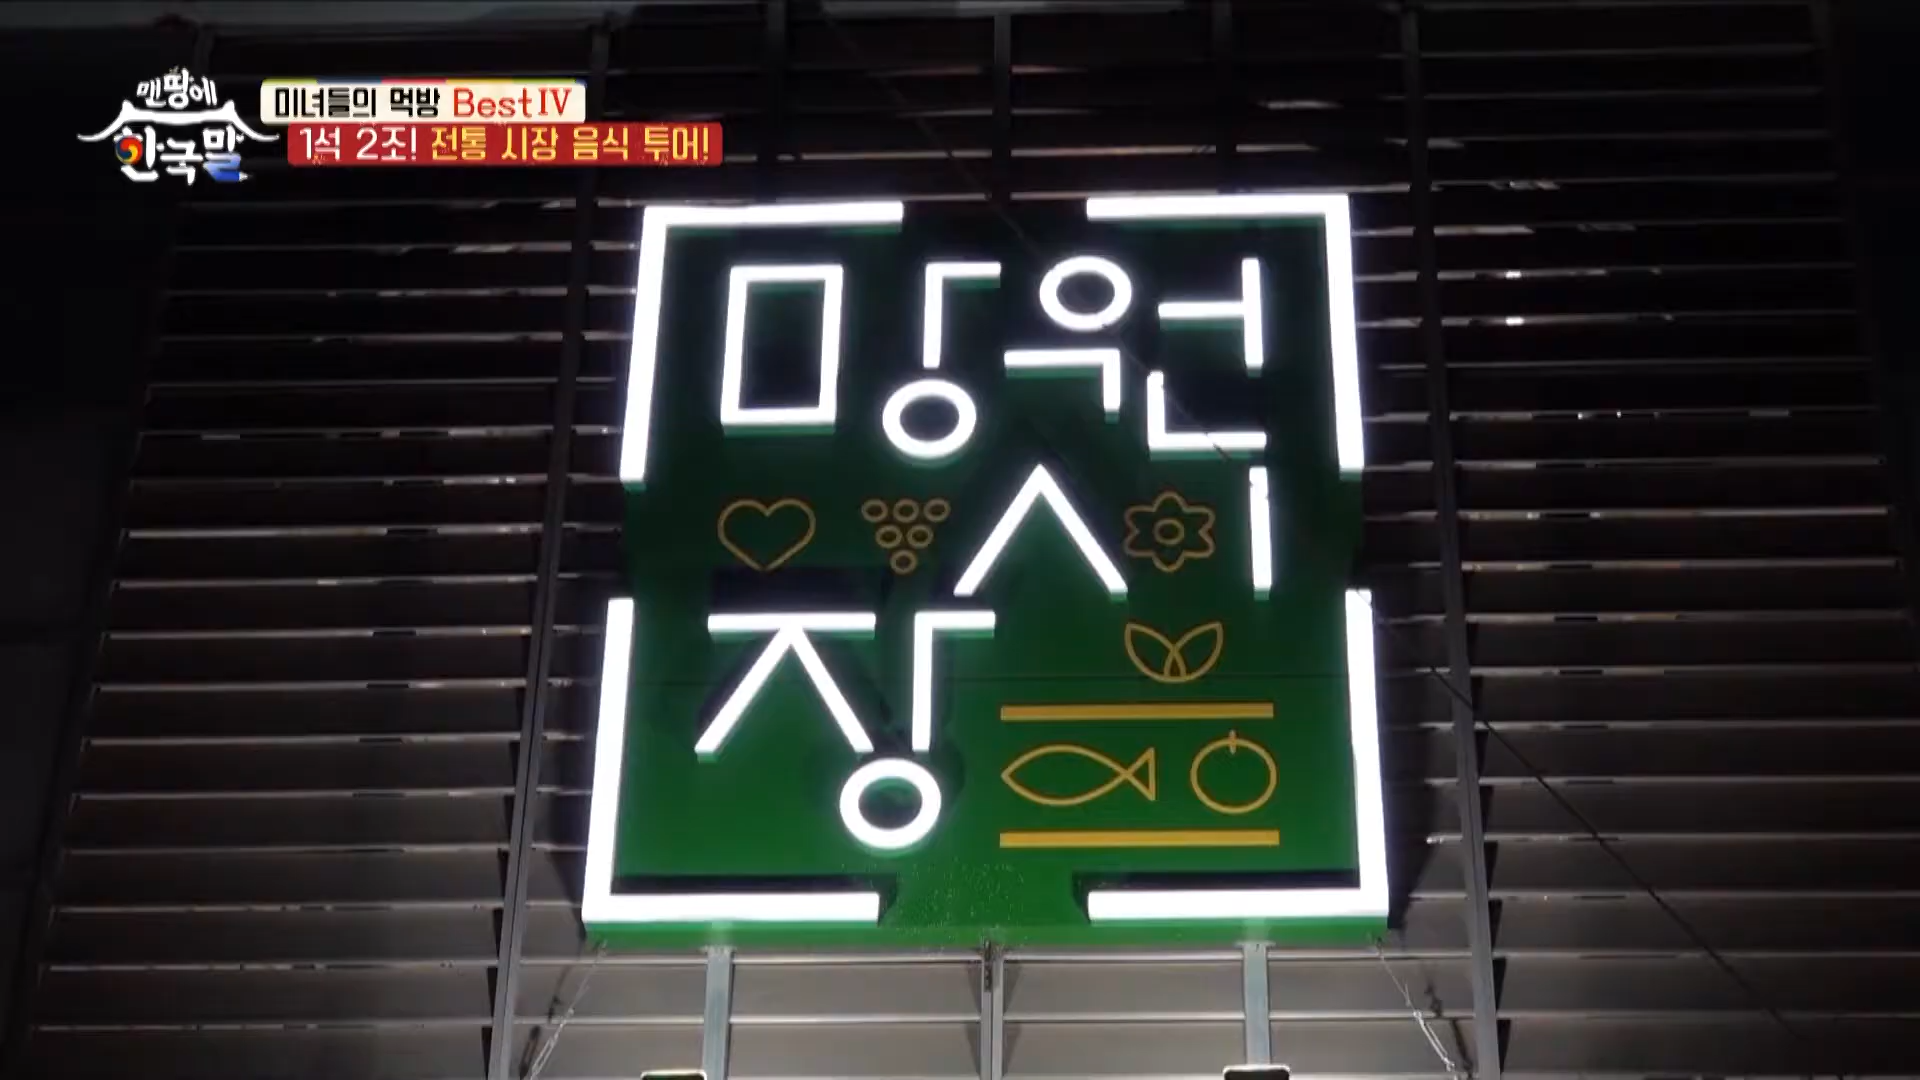 맨땅에
한국말
미녀들의 먹방 Best IV
1석 2조! 전통 시장 음식 투어!
망원
시
장